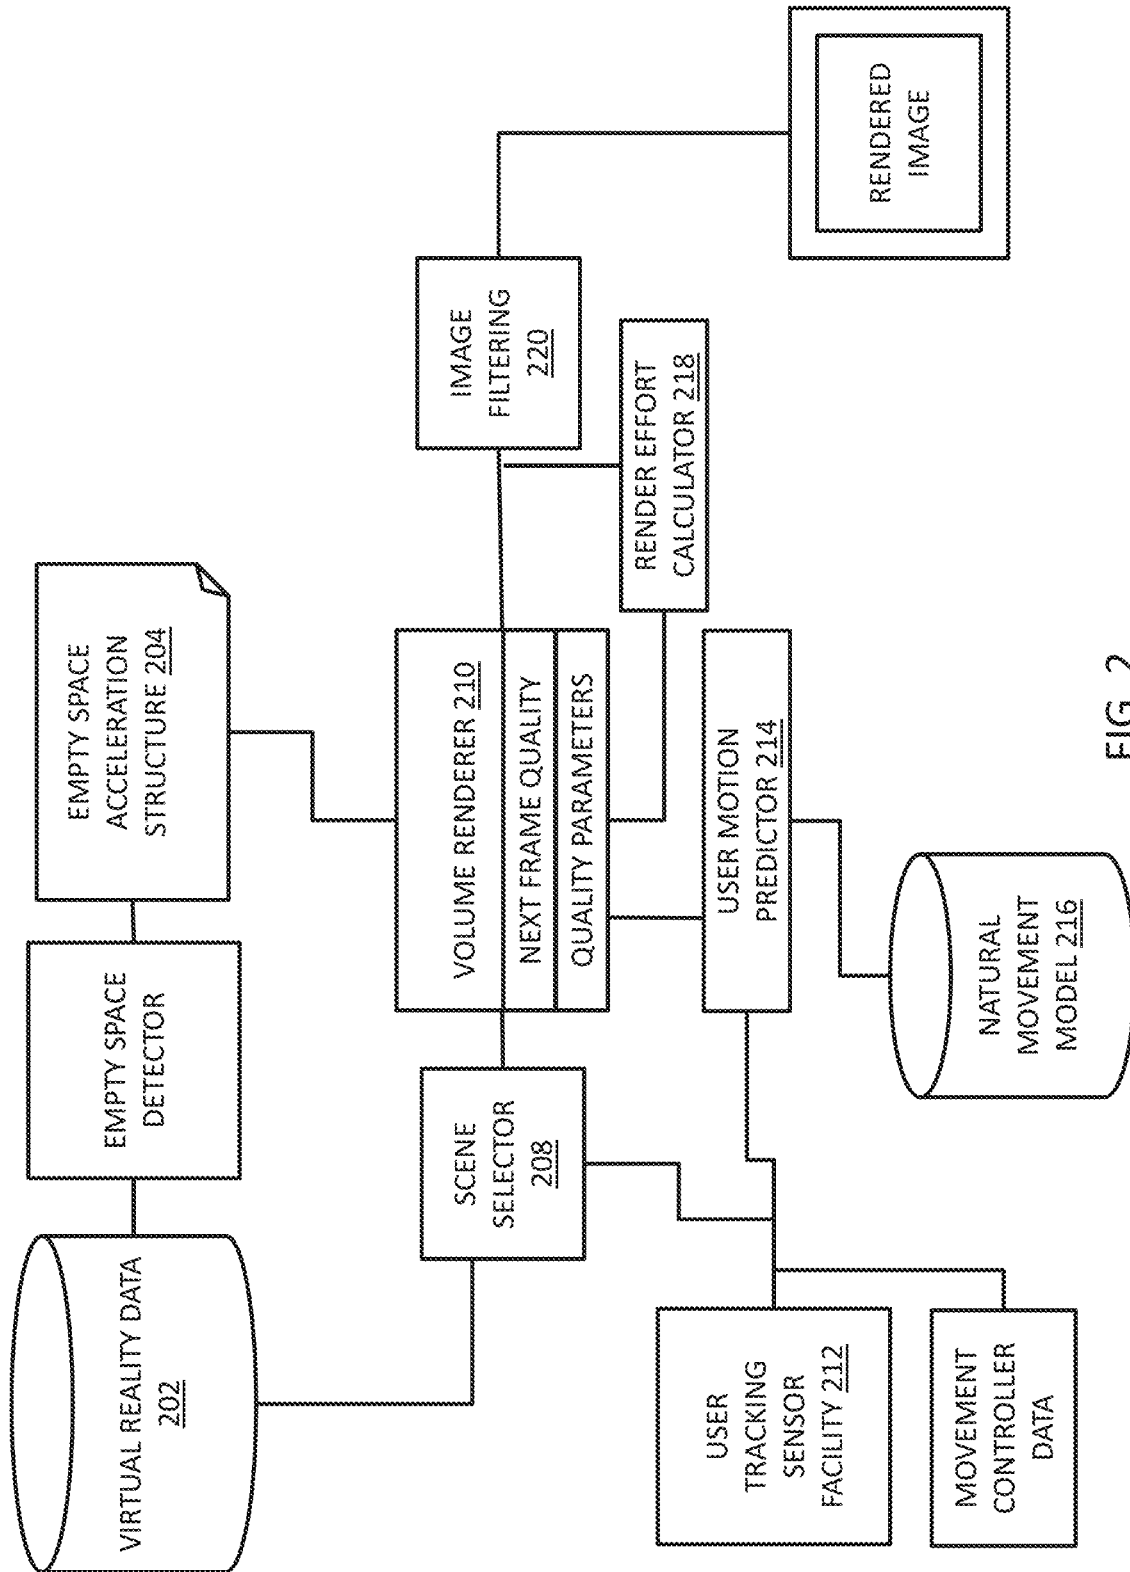 VIRTUAL REALITY DATA
202
EMPTY SPACE
DETECTOR
EMPTY SPACE
ACCELERATION
STRUCTURE 204
SCENE
SELECTOR
208
VOLUME RENDERER 210
NEXT FRAME QUALITY
QUALITY PARAMETERS
IMAGE
FILTERING
220
RENDER EFFORT
CALCULATOR 218
USER
TRACKING
SENSOR
FACILITY 212
USER MOTION
PREDICTOR 214
RENDERED
IMAGE
MOVEMENT
CONTROLLER
DATA
NATURAL
MOVEMENT
MODEL 216
FIG. 2